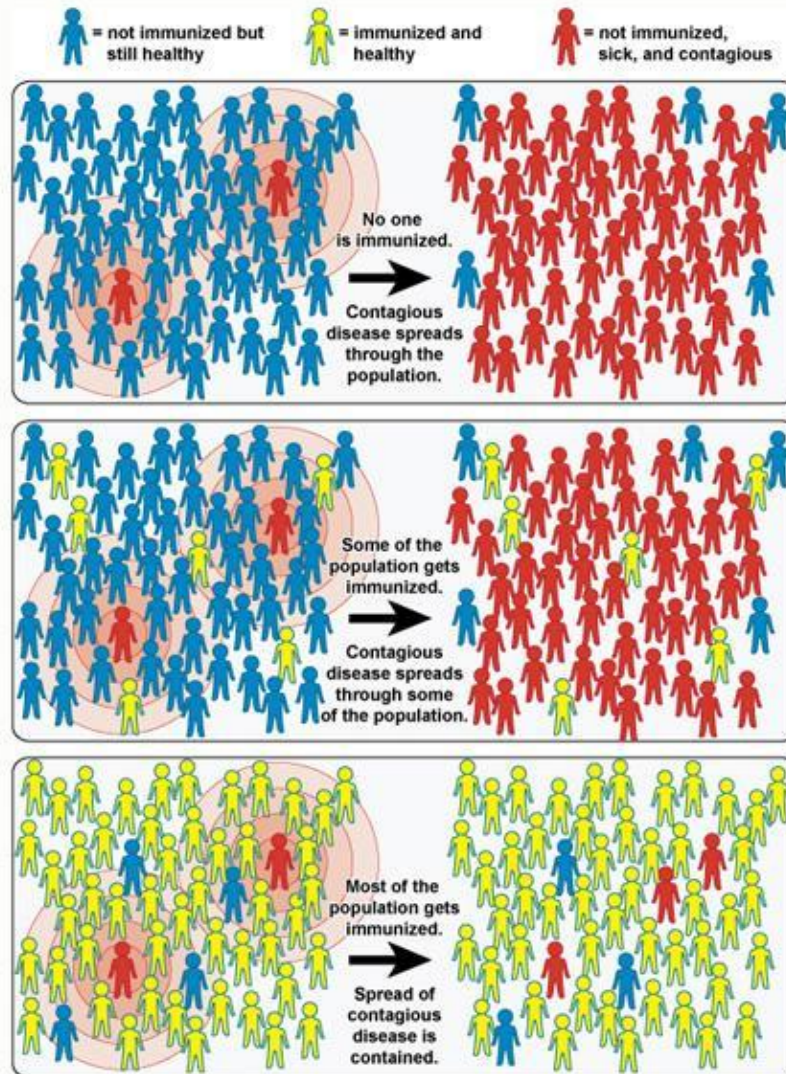 = not immunized but
still healthy
= immunized and
healthy
= not immunized,
sick, and contagious
No one
is immunized.
Contagious
disease spreads
through the
population.
Some of the
population gets
immunized.
Contagious
disease spreads
through some
of the population.
Most of the
population gets
immunized.
Spread of
contagious
disease is
contained.